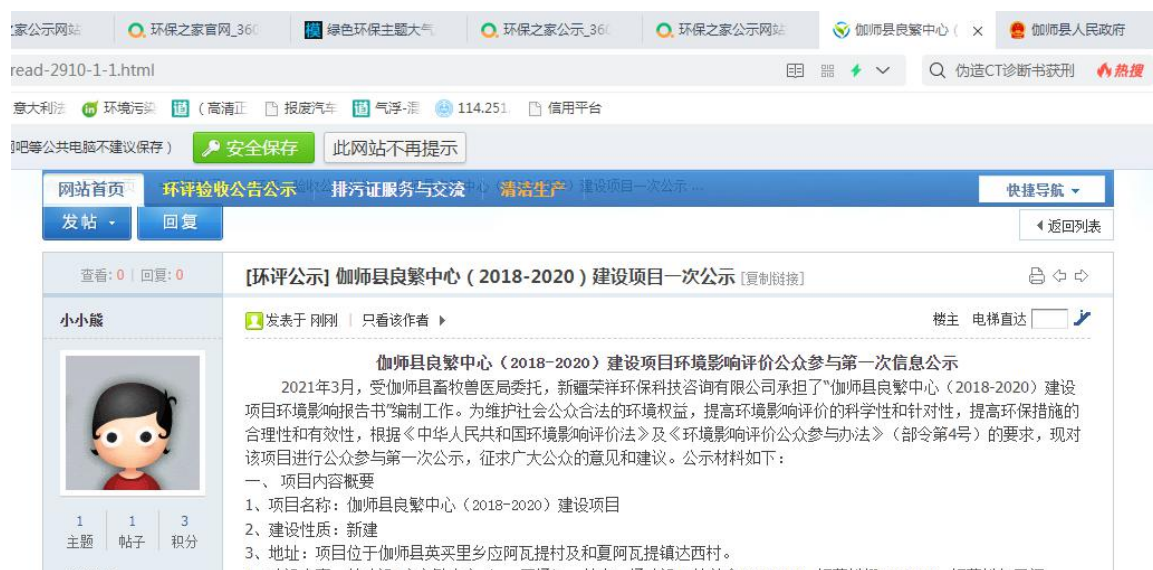 家公示网站 环保之家官网_360 模 绿色环保主题大气 环保之家公示_360 环保之家公示网站 伽师县良繁中心（ × 伽师县人民政府
read-2910-1-1.html 伪造CT诊断书获刑 热搜
意大利法 环境污染 （高清正 报废汽车 气浮-混 114.251. 信用平台
吧等公共电脑不建议保存） 安全保存 此网站不再提示
网站首页 环评验收公告公示 排污证服务与交流 清洁生产 建设项目一次公示 ... 快捷导航
发帖 回复 返回列表
查看: 0 | 回复: 0 [环评公示] 伽师县良繁中心（2018-2020）建设项目一次公示 [复制链接]
小小熊 发表于 刚刚 | 只看该作者 楼主 电梯直达
伽师县良繁中心（2018-2020）建设项目环境影响评价公众参与第一次信息公示
2021年3月，受伽师县畜牧兽医局委托，新疆荣祥环保科技咨询有限公司承担了“伽师县良繁中心（2018-2020）建设
项目环境影响报告书”编制工作。为维护社会公众合法的环境权益，提高环境影响评价的科学性和针对性，提高环保措施的
合理性和有效性，根据《中华人民共和国环境影响评价法》及《环境影响评价公众参与办法》（部令第4号）的要求，现对
该项目进行公众参与第一次公示，征求广大公众的意见和建议。公示材料如下：
一、 项目内容概要
1、项目名称：伽师县良繁中心（2018-2020）建设项目
2、建设性质：新建
3、地址：项目位于伽师县英买里乡应阿瓦提村及和夏阿瓦提镇达西村。
1 1 3
主题 帖子 积分